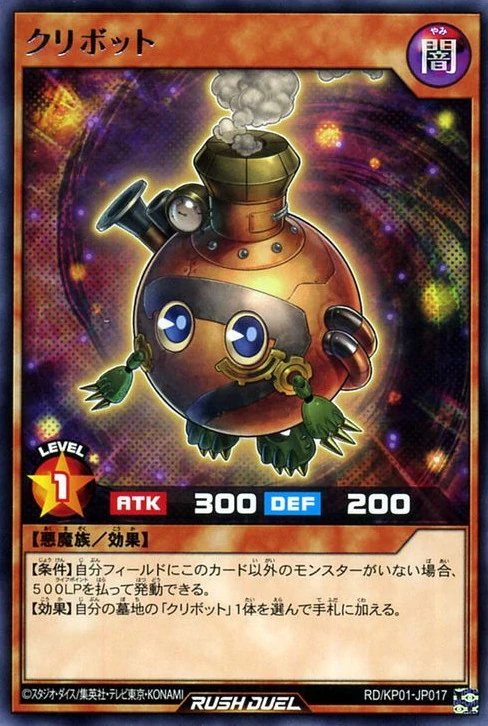 クリボット
やみ
闇
LEVEL
1
ATK 300 DEF 200
【悪魔族／効果】
【条件】自分フィールドにこのカード以外のモンスターがいない場合、
500LPを払って発動できる。
【効果】自分の墓地の「クリボット」1体を選んで手札に加える。
©スタジオ・ダイス/集英社・テレビ東京・KONAMI RUSH DUEL RD/KP01-JP017